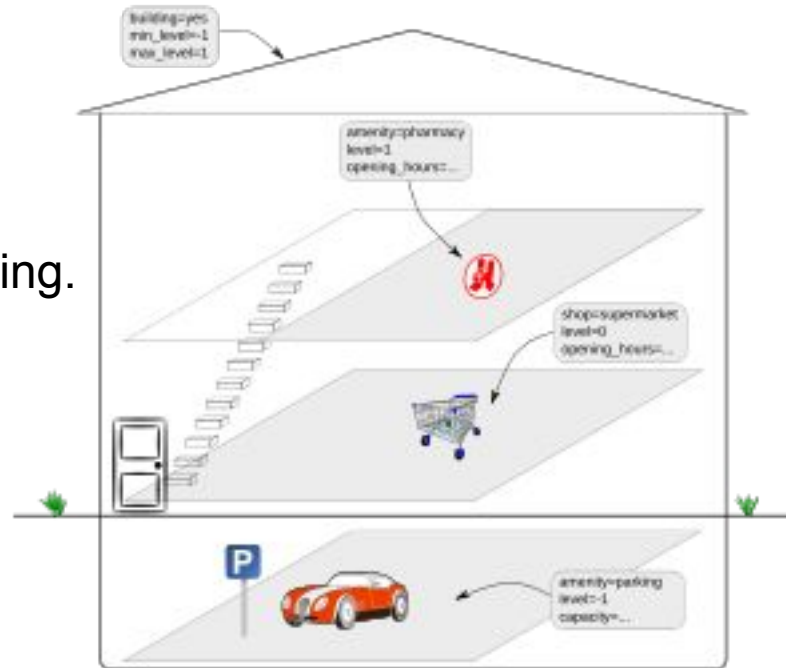 building=yes
min_level=-1
max_level=1
amenity=pharmacy
level=1
opening_hours=...
ing.
shop=supermarket
level=0
opening_hours=...
P
amenity=parking
level=-1
capacity=...